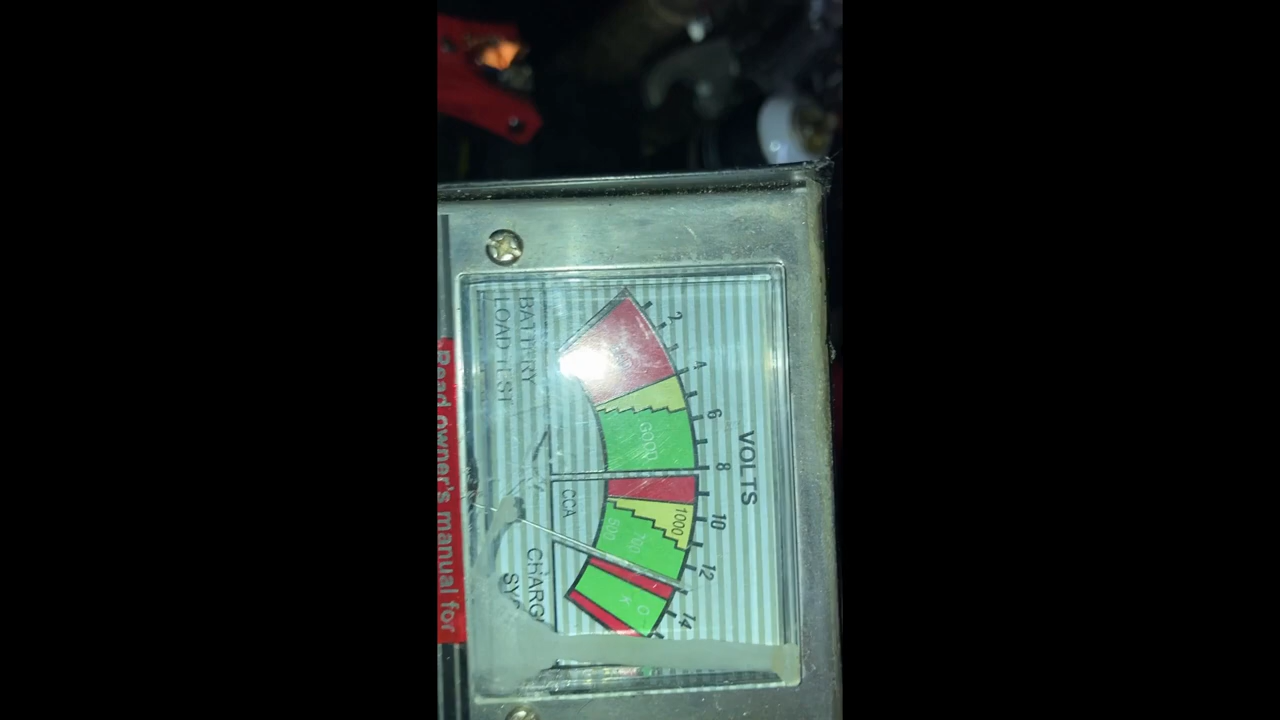 VOLTS
2
4
6
8
10
12
14
GOOD
1000
700
500
O
K
CCA
BATTERY
LOAD TEST
CHARG
SYS
Read owner's manual for